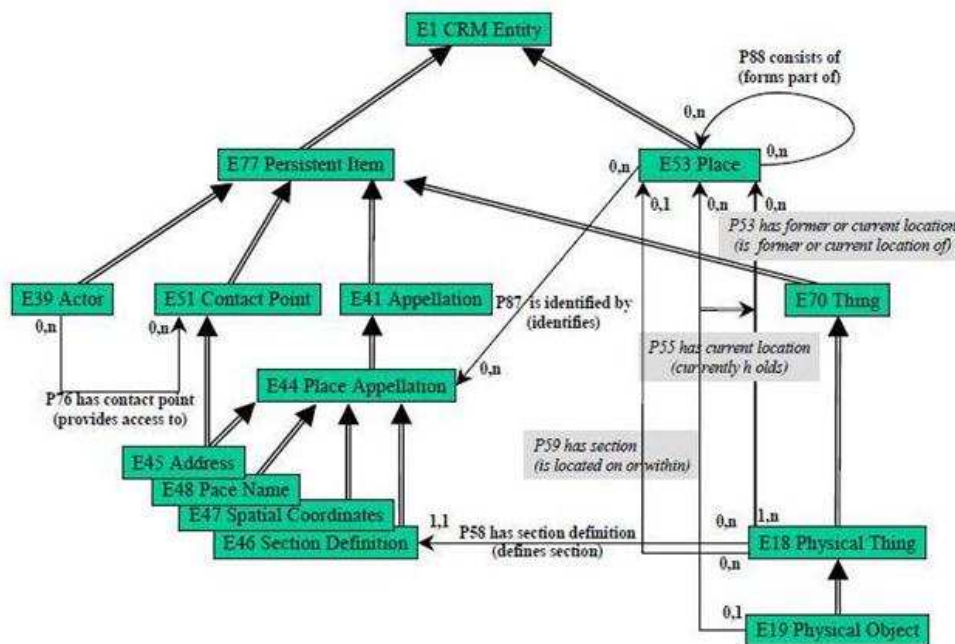 E1 CRM Entity
P88 consists of
(forms part of)
0,n
0,n
E77 Persistent Item
0,n
E53 Place
0,1
0,n
0,n
P53 has former or current location
(is former or current location of)
E39 Actor
E51 Contact Point
E41 Appellation
P87 is identified by
(identifies)
E70 Thing
0,n
0,n
P55 has current location
(currently h olds)
E44 Place Appellation
0,n
P76 has contact point
(provides access to)
P59 has section
(is located on or within)
E45 Address
E48 Pace Name
E47 Spatial Coordinates
1,1
P58 has section definition
(defines section)
0,n
1,n
E46 Section Definition
E18 Physical Thing
0,n
0,1
E19 Physical Object